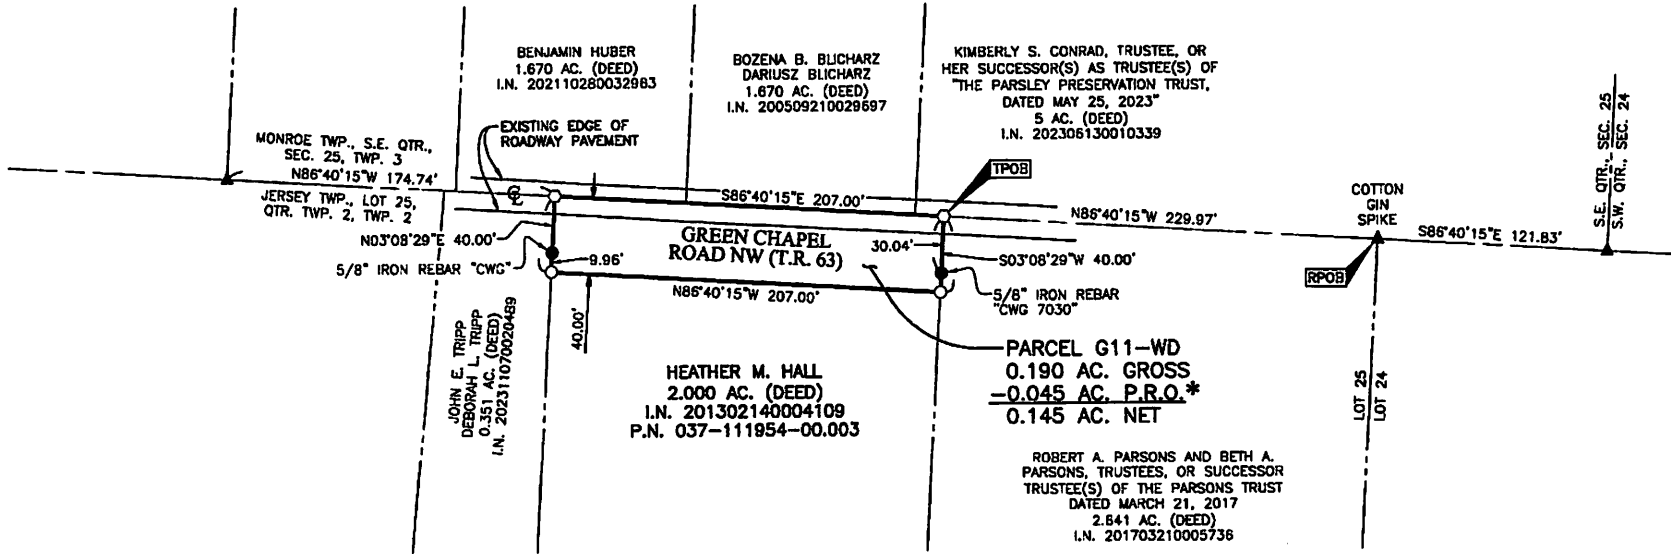 BENJAMIN HUBER
1.670 AC. (DEED)
I.N. 202110280032983
BOZENA B. BLICHARZ
DARIUSZ BLICHARZ
1.670 AC. (DEED)
I.N. 200509210029697
KIMBERLY S. CONRAD, TRUSTEE, OR
HER SUCCESSOR(S) AS TRUSTEE(S) OF
"THE PARSLEY PRESERVATION TRUST,
DATED MAY 25, 2023"
5 AC. (DEED)
I.N. 202306130010339
S.E. QTR., SEC. 25
S.W. QTR., SEC. 24
EXISTING EDGE OF
ROADWAY PAVEMENT
MONROE TWP., S.E. QTR.,
SEC. 25, TWP. 3
N86°40'15"W 174.74'
JERSEY TWP., LOT 25,
QTR. TWP. 2, TWP. 2
TPOB
COTTON
GIN
SPIKE
CL
S86°40'15"E 207.00'
N86°40'15"W 229.97'
S86°40'15"E 121.83'
N03°08'29"E 40.00'
GREEN CHAPEL
ROAD NW (T.R. 63)
30.04'
S03°08'29"W 40.00'
5/8" IRON REBAR "CWG"
9.96'
RPOB
N86°40'15"W 207.00'
5/8" IRON REBAR
"CWG 7030"
40.00'
JOHN E. TRIPP
DEBORAH L. TRIPP
0.351 AC. (DEED)
I.N. 202311070020489
HEATHER M. HALL
2.000 AC. (DEED)
I.N. 201302140004109
P.N. 037-111954-00.003
PARCEL G11-WD
0.190 AC. GROSS
-0.045 AC. P.R.O.*
0.145 AC. NET
LOT 25
LOT 24
ROBERT A. PARSONS AND BETH A.
PARSONS, TRUSTEES, OR SUCCESSOR
TRUSTEE(S) OF THE PARSONS TRUST
DATED MARCH 21, 2017
2.841 AC. (DEED)
I.N. 201703210005736